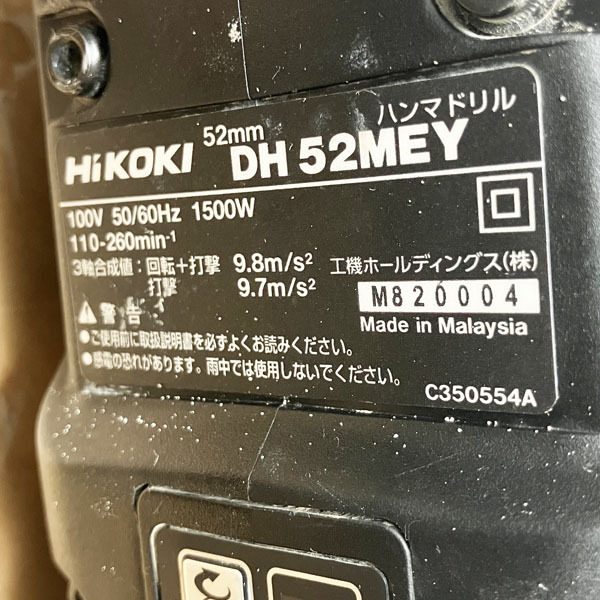 ハンマドリル
HiKOKI 52mm DH 52MEY
100V 50/60Hz 1500W
110-260min-1
3軸合成値：回転＋打撃 9.8m/s²
打撃 9.7m/s²
工機ホールディングス(株)
M820004
Made in Malaysia
警告
●ご使用前に取扱説明書を必ずよくお読みください。
●感電の恐れがあります。雨中では使用しないでください。
C350554A